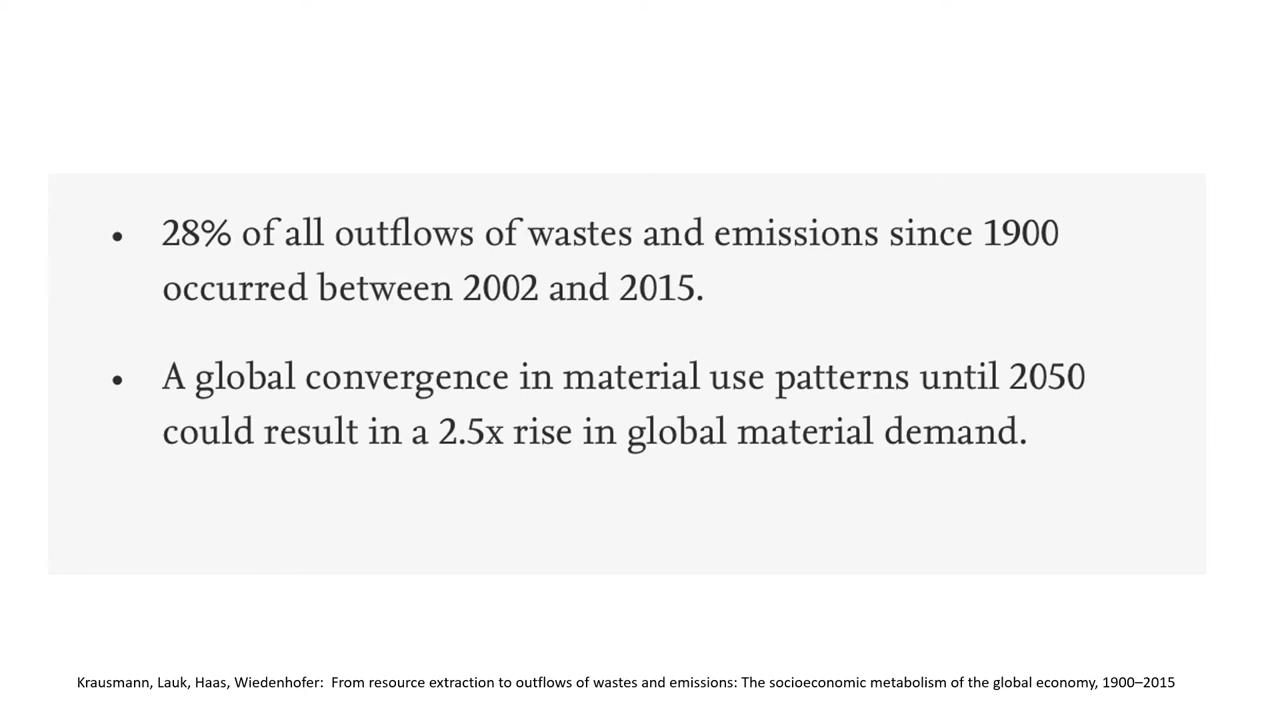 • 28% of all outflows of wastes and emissions since 1900
occurred between 2002 and 2015.
• A global convergence in material use patterns until 2050
could result in a 2.5x rise in global material demand.
Krausmann, Lauk, Haas, Wiedenhofer:  From resource extraction to outflows of wastes and emissions: The socioeconomic metabolism of the global economy, 1900–2015